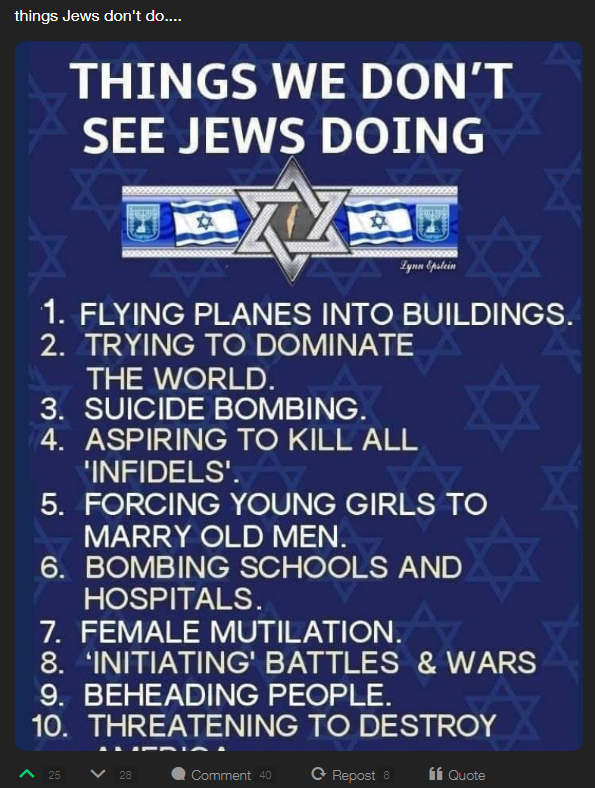 things Jews don't do....
THINGS WE DON'T
SEE JEWS DOING
Lynn Epstein
1. FLYING PLANES INTO BUILDINGS.
2. TRYING TO DOMINATE
THE WORLD.
3. SUICIDE BOMBING.
4. ASPIRING TO KILL ALL
'INFIDELS'.
5. FORCING YOUNG GIRLS TO
MARRY OLD MEN.
6. BOMBING SCHOOLS AND
HOSPITALS.
7. FEMALE MUTILATION.
8. ‘INITIATING' BATTLES & WARS
9. BEHEADING PEOPLE.
10. THREATENING TO DESTROY
AMERICA
25 28 Comment 40 Repost 8 Quote